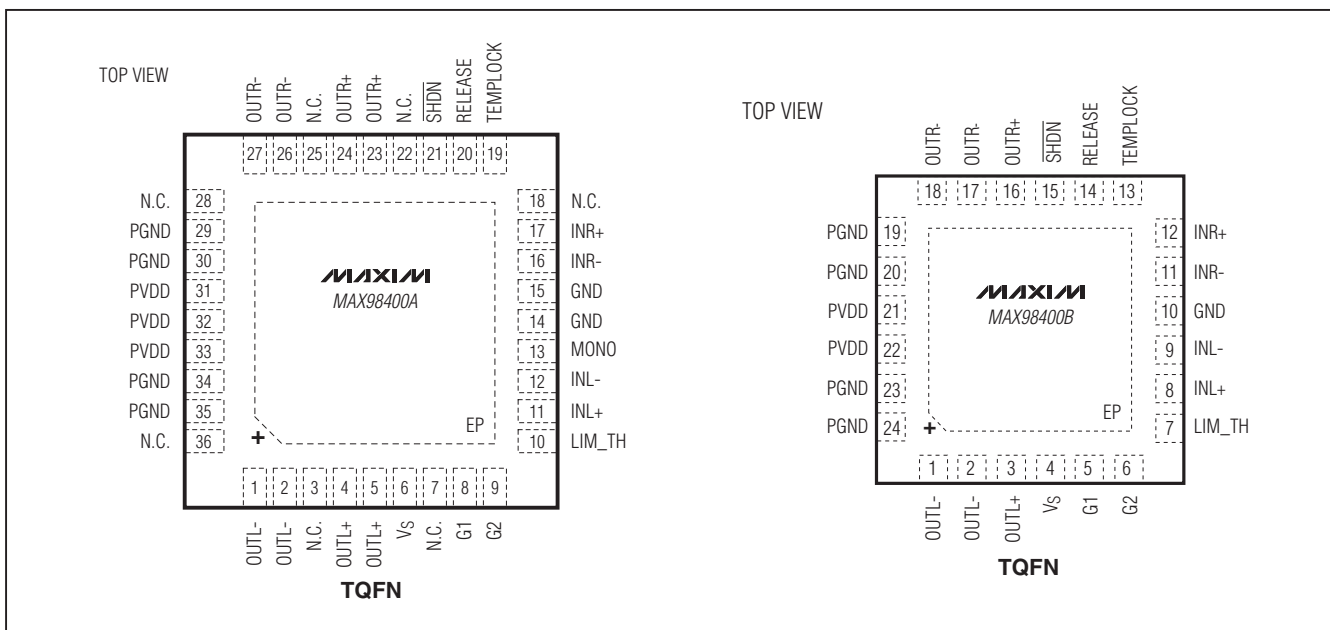 TOP VIEW
OUTR-
OUTR-
N.C.
OUTR+
OUTR+
N.C.
SHDN
RELEASE
TEMPLOCK
27 26 25 24 23 22 21 20 19
N.C. 28
PGND 29
PGND 30
PVDD 31
PVDD 32
PVDD 33
PGND 34
PGND 35
N.C. 36
MAXIM
MAX98400A
EP
+
18 N.C.
17 INR+
16 INR-
15 GND
14 GND
13 MONO
12 INL-
11 INL+
10 LIM_TH
1 2 3 4 5 6 7 8 9
OUTL-
OUTL-
N.C.
OUTL+
OUTL+
VS
N.C.
G1
G2
TQFN
TOP VIEW
OUTR-
OUTR-
OUTR+
SHDN
RELEASE
TEMPLOCK
18 17 16 15 14 13
PGND 19
PGND 20
PVDD 21
PVDD 22
PGND 23
PGND 24
MAXIM
MAX98400B
EP
+
12 INR+
11 INR-
10 GND
9 INL-
8 INL+
7 LIM_TH
1 2 3 4 5 6
OUTL-
OUTL-
OUTL+
VS
G1
G2
TQFN